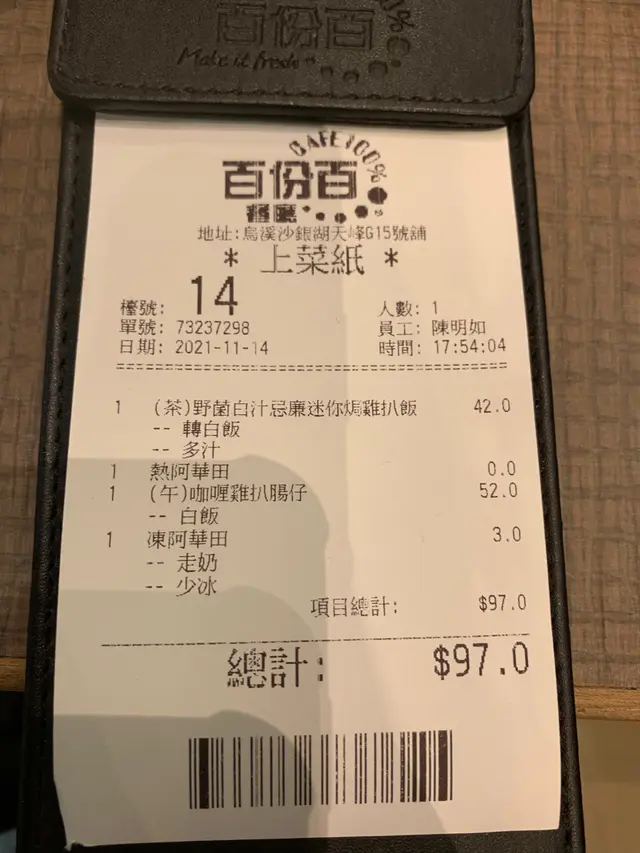 百份百
Make it fresh
CAFE100%
百份百
餐廳
地址:烏溪沙銀湖天峰G15號舖
* 上菜紙 *
檯號: 14 人數: 1
單號: 73237298 員工: 陳明如
日期: 2021-11-14 時間: 17:54:04
1 (茶)野菌白汁忌廉迷你焗雞扒飯 42.0
-- 轉白飯
-- 多汁
1 熱阿華田 0.0
1 (午)咖喱雞扒腸仔 52.0
-- 白飯
1 凍阿華田 3.0
-- 走奶
-- 少冰
項目總計: $97.0
總計: $97.0